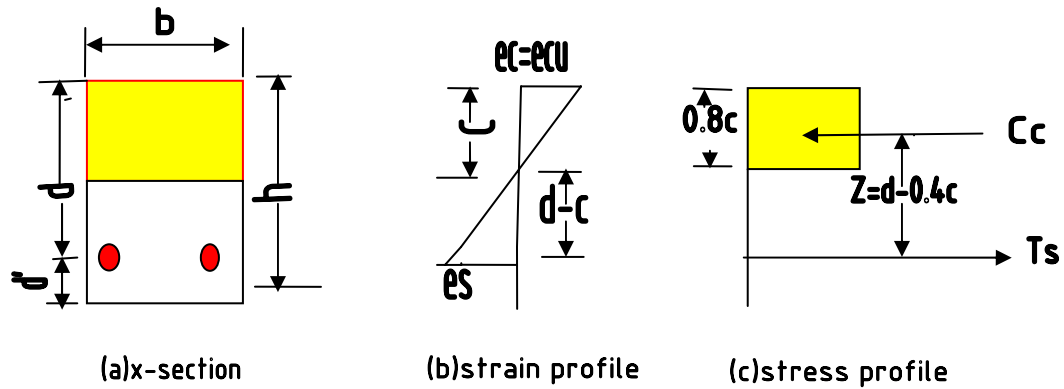 b
d
d'
h
(a)x-section
ec=ecu
C
d-c
es
(b)strain profile
0.8c
Cc
Z=d-0.4c
Ts
(c)stress profile